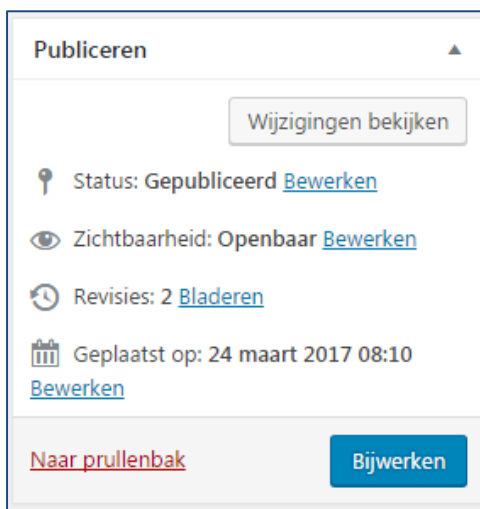 Publiceren
Wijzigingen bekijken
Status: Gepubliceerd Bewerken
Zichtbaarheid: Openbaar Bewerken
Revisies: 2 Bladeren
Geplaatst op: 24 maart 2017 08:10
Bewerken
Naar prullenbak Bijwerken